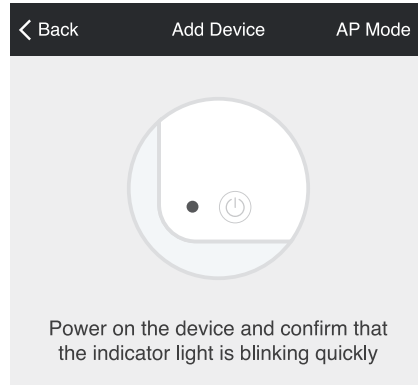 Back Add Device AP Mode
Power on the device and confirm that
the indicator light is blinking quickly